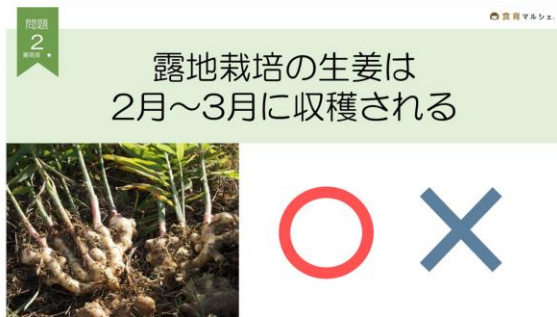 問題
2
難易度 ★
食育マルシェ
露地栽培の生姜は
2月～3月に収穫される